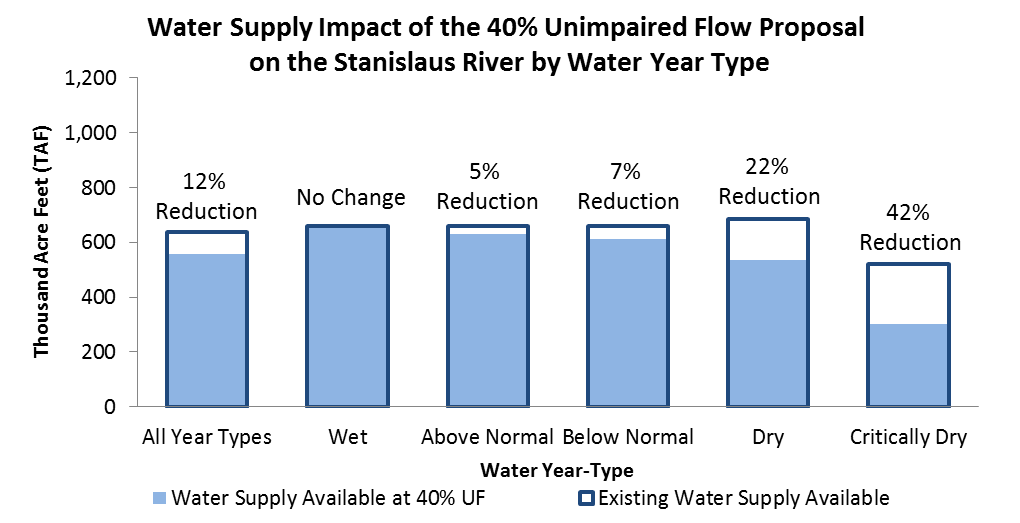 Water Supply Impact of the 40% Unimpaired Flow Proposal
on the Stanislaus River by Water Year Type
Thousand Acre Feet (TAF)
1,200
1,000
800
600
400
200
0
12%
Reduction
No Change
5%
Reduction
7%
Reduction
22%
Reduction
42%
Reduction
All Year Types
Wet
Above Normal
Below Normal
Dry
Critically Dry
Water Year-Type
Water Supply Available at 40% UF
Existing Water Supply Available